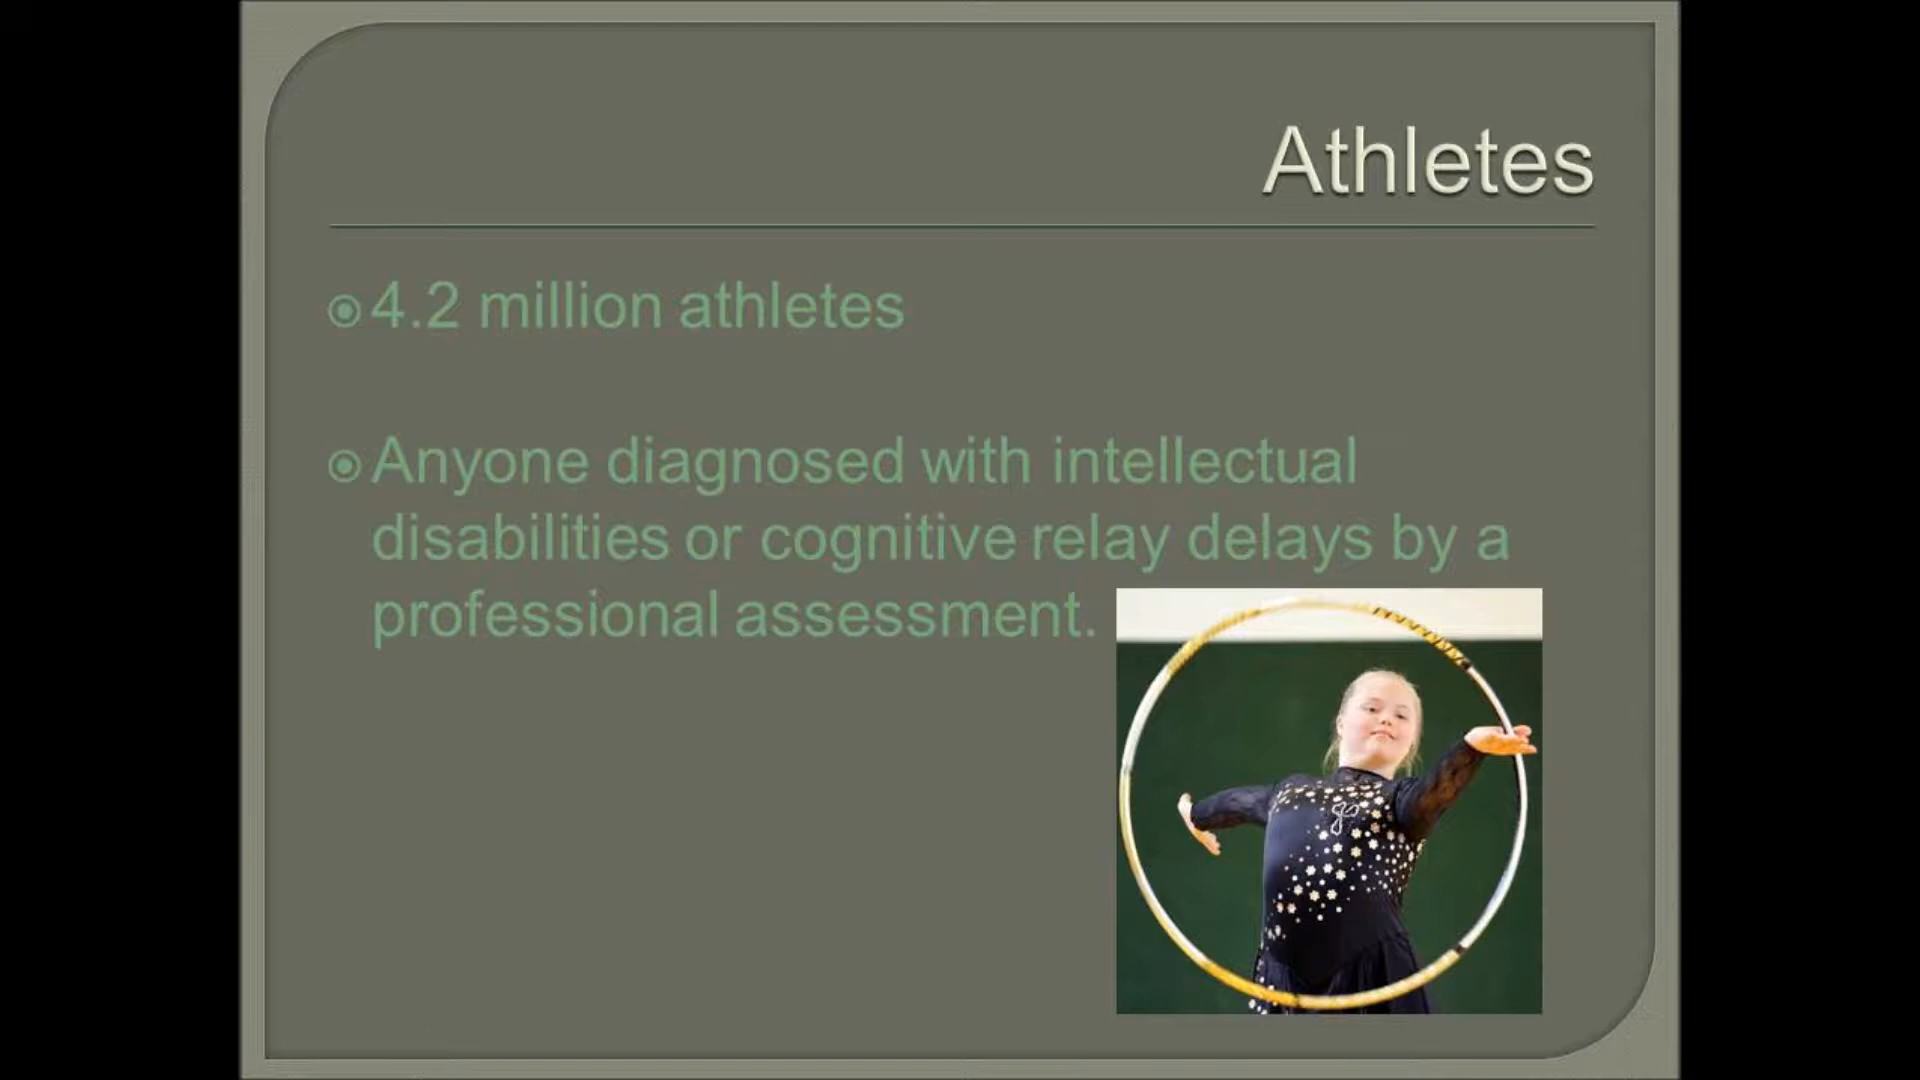 Athletes
4.2 million athletes
Anyone diagnosed with intellectual
disabilities or cognitive relay delays by a
professional assessment.